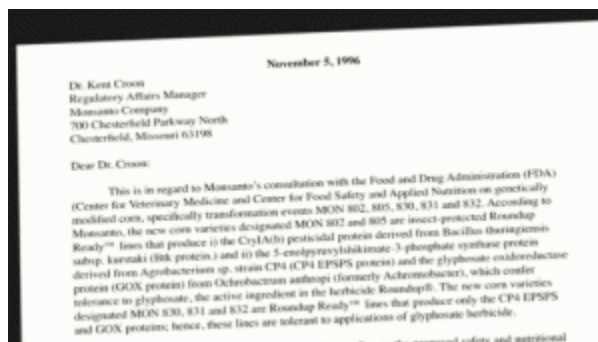 November 5, 1996
Dr. Kent Croon
Regulatory Affairs Manager
Monsanto Company
700 Chesterfield Parkway North
Chesterfield, Missouri 63198
Dear Dr. Croon:
This is in regard to Monsanto's consultation with the Food and Drug Administration (FDA)
(Center for Veterinary Medicine and Center for Food Safety and Applied Nutrition on genetically
modified corn, specifically transformation events MON 802, 805, 830, 831 and 832. According to
Monsanto, the new corn varieties designated MON 802 and 805 are insect-protected Roundup
Ready™ lines that produce i) the CryIA(b) pesticidal protein derived from Bacillus thuringiensis
subsp. kurstaki (Btk protein.) and ii) the 5-enolpyruvylshikimate-3-phosphate synthase protein
derived from Agrobacterium sp. strain CP4 (CP4 EPSPS protein) and the glyphosate oxidoreductase
protein (GOX protein) from Ochrobactrum anthropi (formerly Achromobacter), which confer
tolerance to glyphosate, the active ingredient in the herbicide Roundup®. The new corn varieties
designated MON 830, 831 and 832 are Roundup Ready™ lines that produce only the CP4 EPSPS
and GOX proteins; hence, these lines are tolerant to applications of glyphosate herbicide.
the proposed safety and nutritional